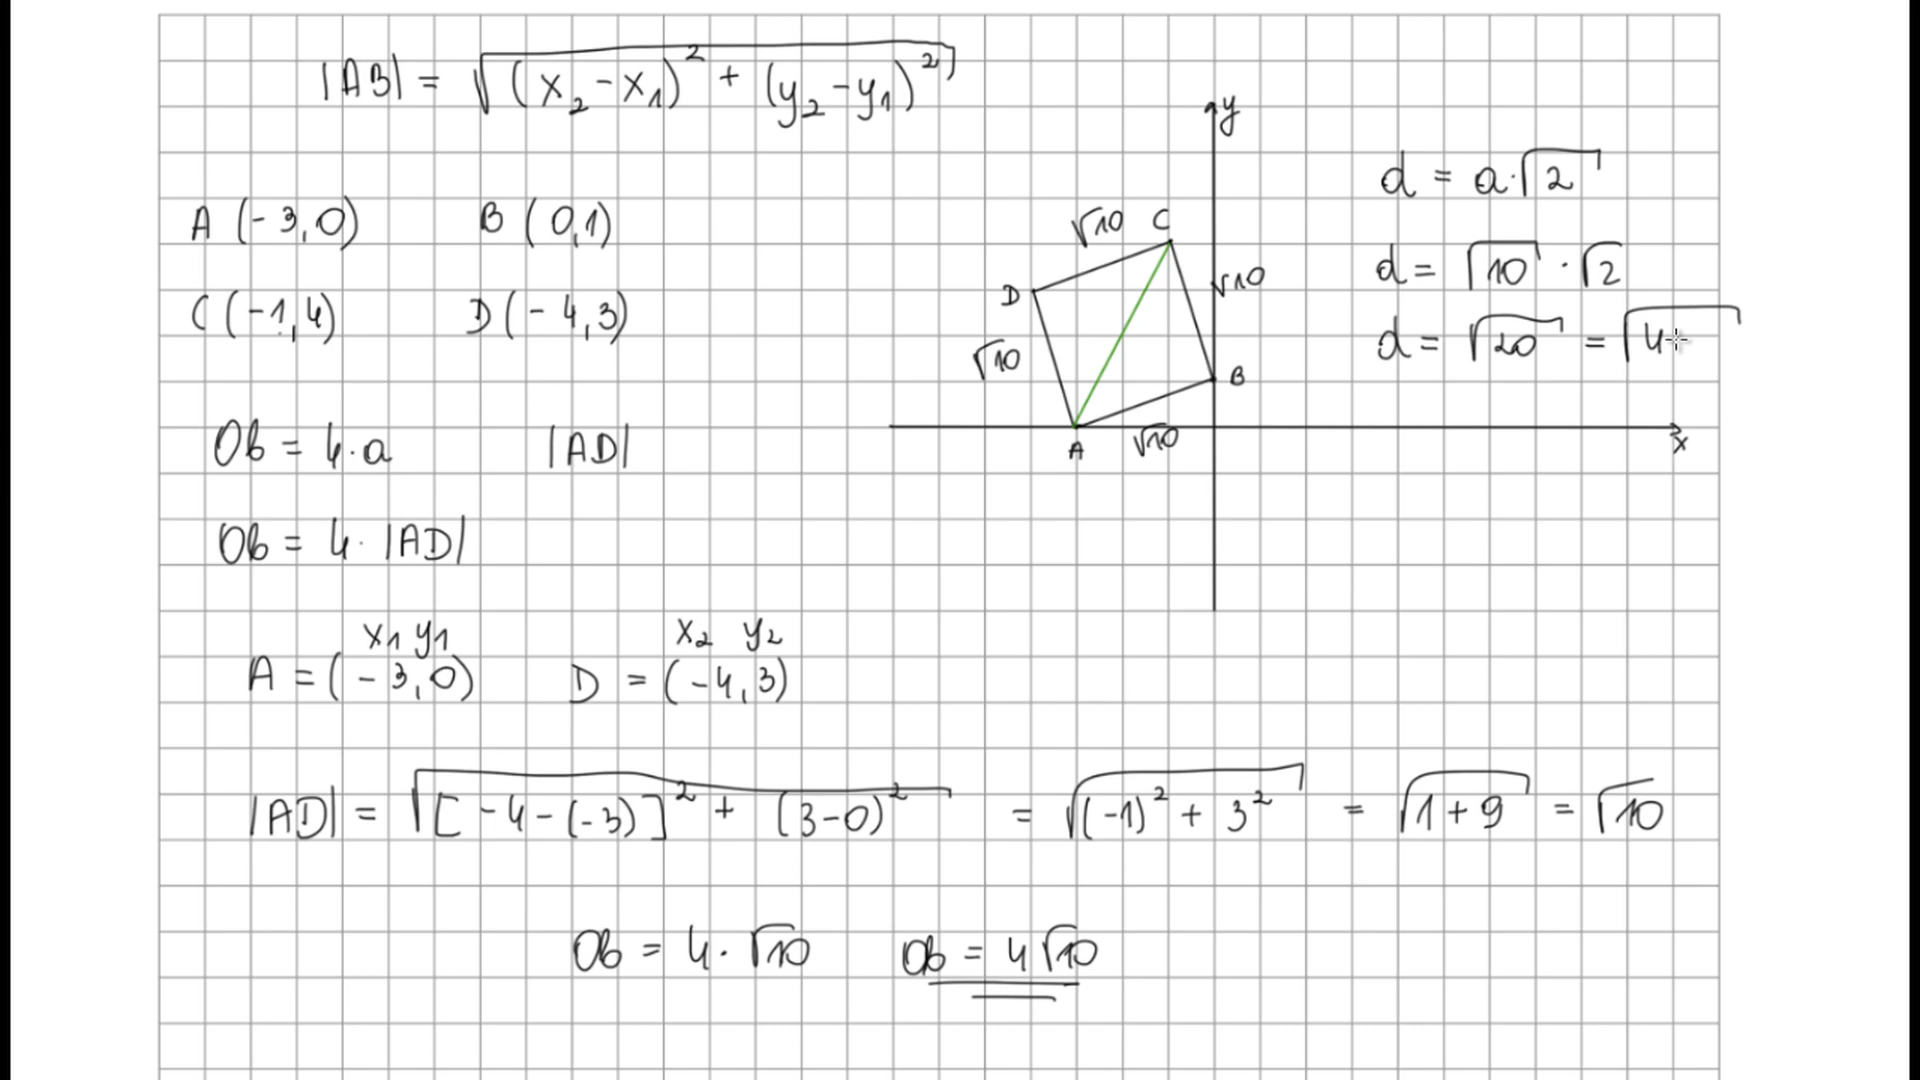 |AB| = √(x₂-x₁)² + (y₂-y₁)²
A (-3,0) B (0,1)
C (-1,4) D (-4,3)
Ob = 4·a |AD|
Ob = 4·|AD|
x₁ y₁ x₂ y₂
A = (-3,0) D = (-4,3)
|AD| = √[-4-(-3)]² + (3-0)² = √(-1)² + 3² = √1+9 = √10
Ob = 4·√10 Ob = 4√10
y
√10 C
√10
D
√10
B
A √10
x
d = a·√2
d = √10 · √2
d = √20 = √4